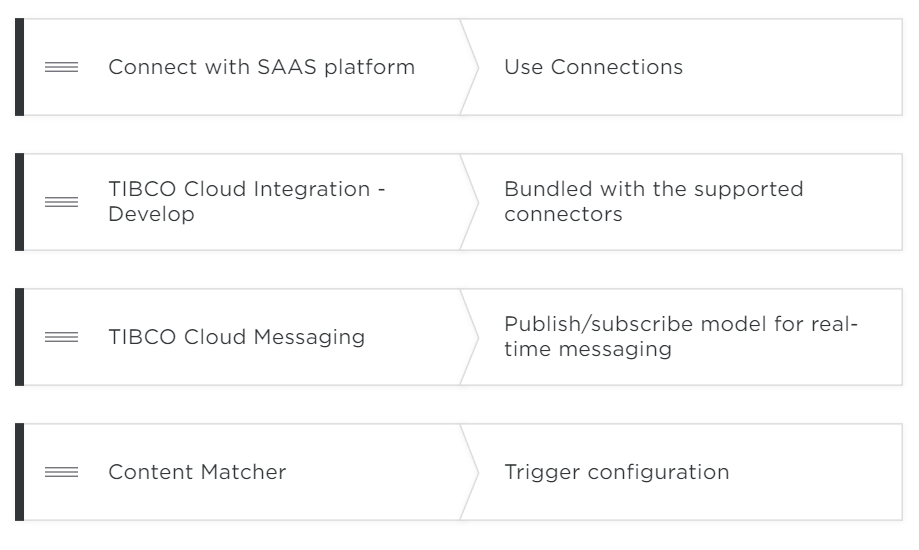 Connect with SAAS platform
Use Connections
TIBCO Cloud Integration -
Develop
Bundled with the supported
connectors
TIBCO Cloud Messaging
Publish/subscribe model for real-
time messaging
Content Matcher
Trigger configuration